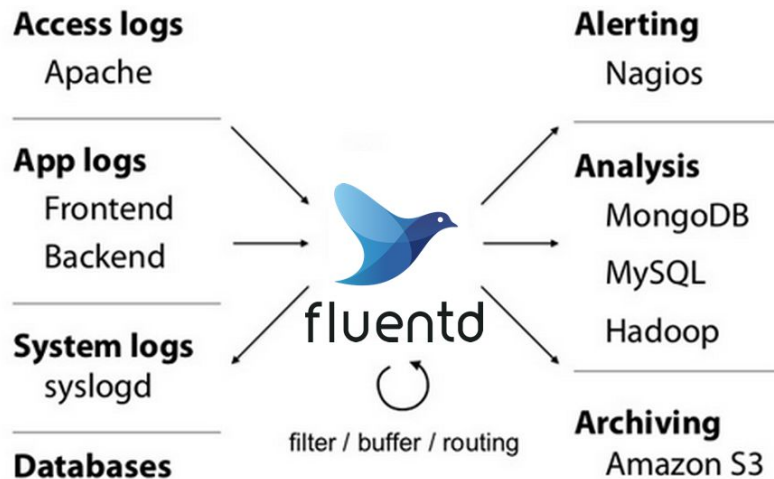 Access logs
Apache
App logs
Frontend
Backend
System logs
syslogd
Databases
fluentd
filter / buffer / routing
Alerting
Nagios
Analysis
MongoDB
MySQL
Hadoop
Archiving
Amazon S3